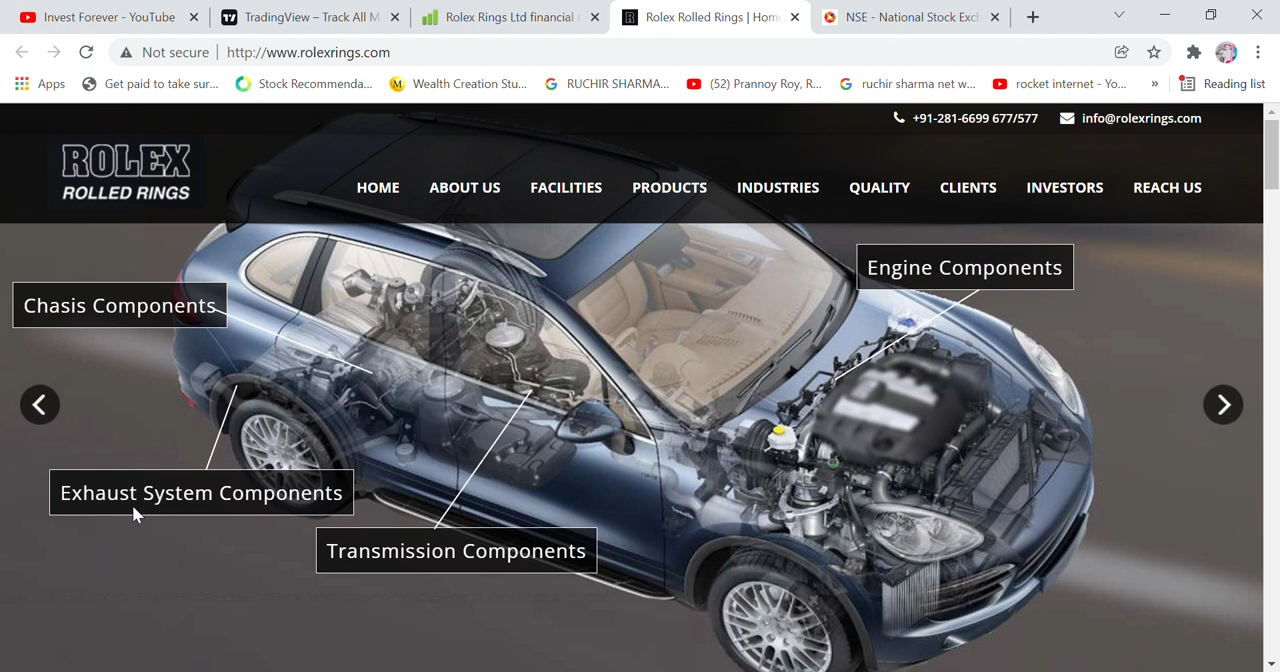 Invest Forever - YouTube
TradingView – Track All M
Rolex Rings Ltd financial
Rolex Rolled Rings | Hom
NSE - National Stock Exc
Not secure
http://www.rolexrings.com
Apps
Get paid to take sur...
Stock Recommenda...
Wealth Creation Stu...
RUCHIR SHARMA...
(52) Prannoy Roy, R...
ruchir sharma net w...
rocket internet - Yo...
»
Reading list
+91-281-6699 677/577
info@rolexrings.com
ROLEX
ROLLED RINGS
HOME
ABOUT US
FACILITIES
PRODUCTS
INDUSTRIES
QUALITY
CLIENTS
INVESTORS
REACH US
Engine Components
Chasis Components
Exhaust System Components
Transmission Components